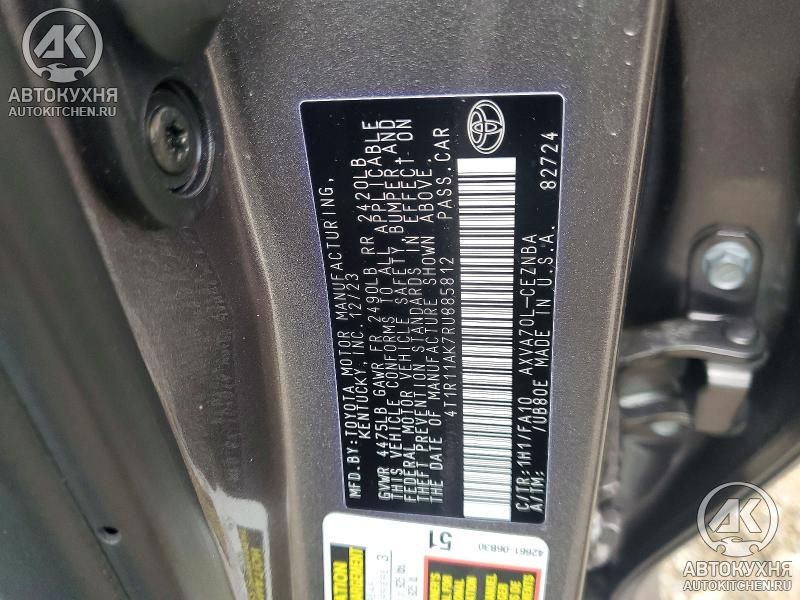 АВТОКУХНЯ
AUTOKITCHEN.RU
MFD.BY:TOYOTA MOTOR MANUFACTURING,
KENTUCKY, INC. 12/23
GVWR 4475LB GAWR FR 2490LB RR 2420LB
THIS VEHICLE CONFORMS TO ALL APPLICABLE
FEDERAL MOTOR VEHICLE SAFETY BUMPER AND
THEFT PREVENTION STANDARDS IN EFFECT ON
THE DATE OF MANUFACTURE SHOWN ABOVE.
4T1R11AK7RU885812 PASS.CAR
C/TR:1H1/FA10 AXVA70L-CEZNBA
A/TM: /UB80E MADE IN U.S.A. 82724
51
42661-06830
3
АВТОКУХНЯ
AUTOKITCHEN.RU